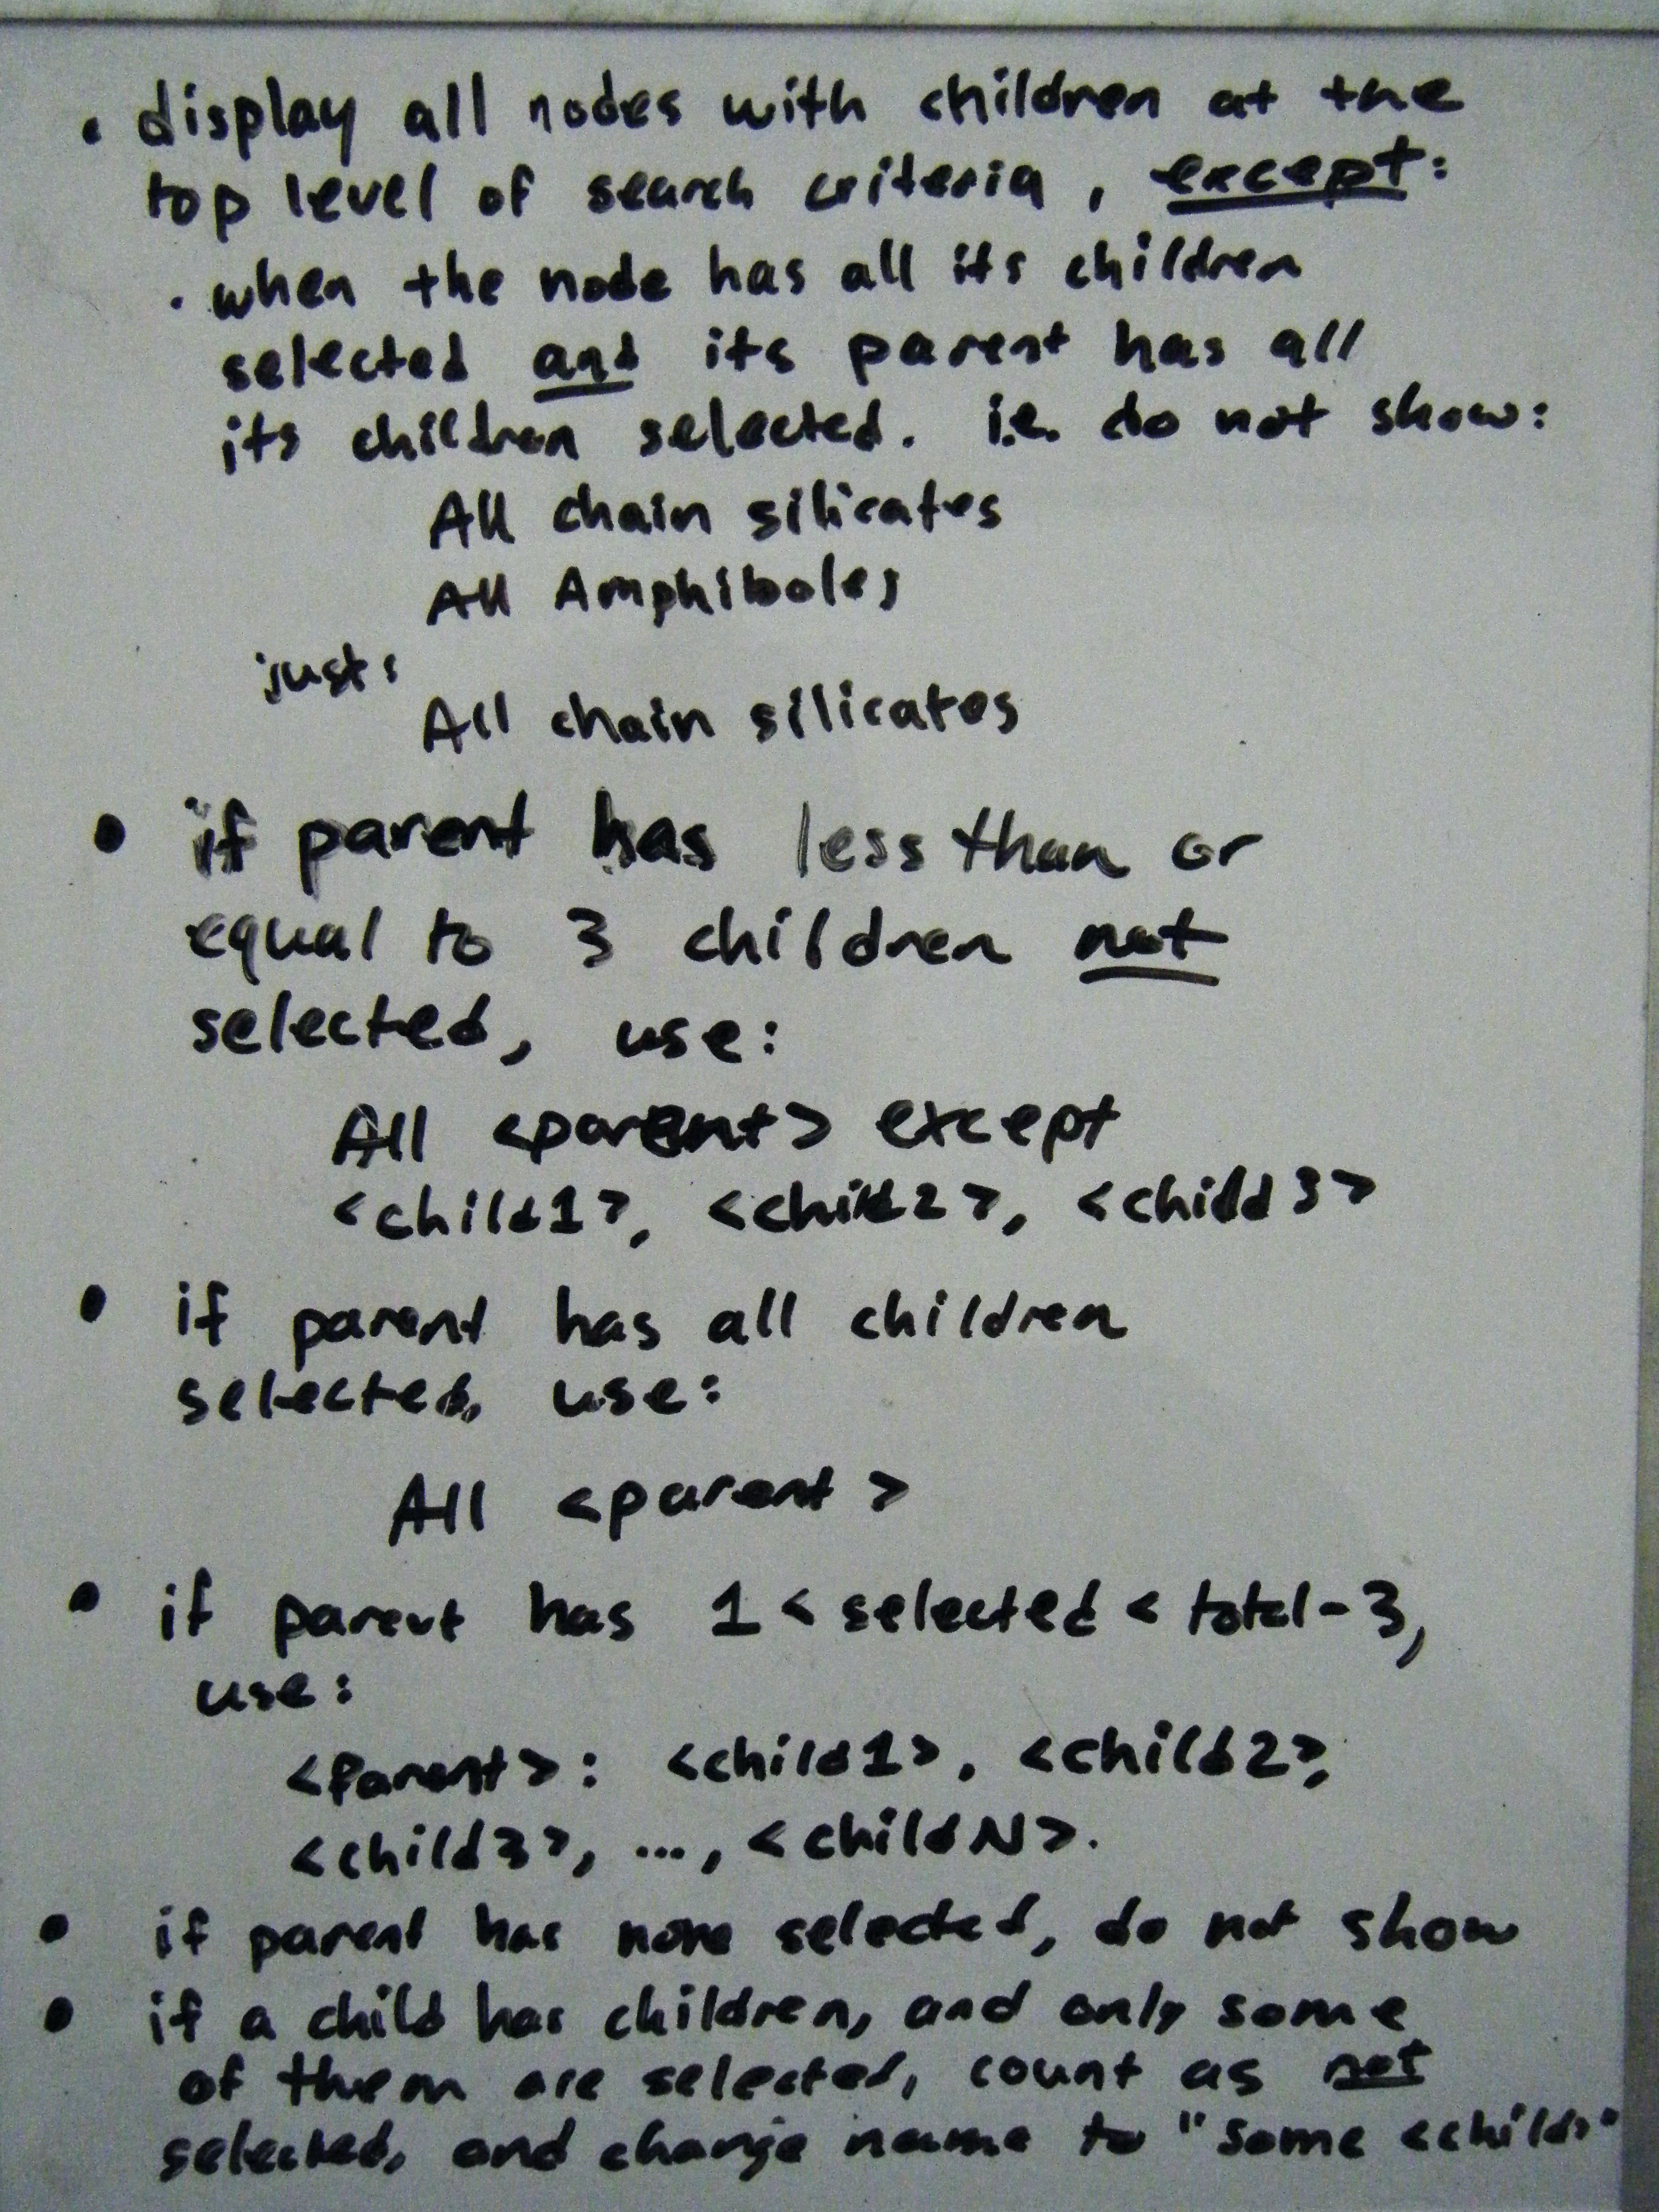 • display all nodes with children at the
top level of search criteria, except:
• when the node has all its children
selected and its parent has all
its children selected. i.e. do not show:
All chain silicates
All Amphiboles
just:
All chain silicates
• if parent has less than or
equal to 3 children not
selected, use:
All <parent> except
<child1>, <child2>, <child3>
• if parent has all children
selected, use:
All <parent>
• if parent has 1 < selected < total-3,
use:
<Parent>: <child1>, <child2>,
<child3>, ..., <childN>.
• if parent has none selected, do not show
• if a child has children, and only some
of them are selected, count as not
selected, and change name to "some <child>"